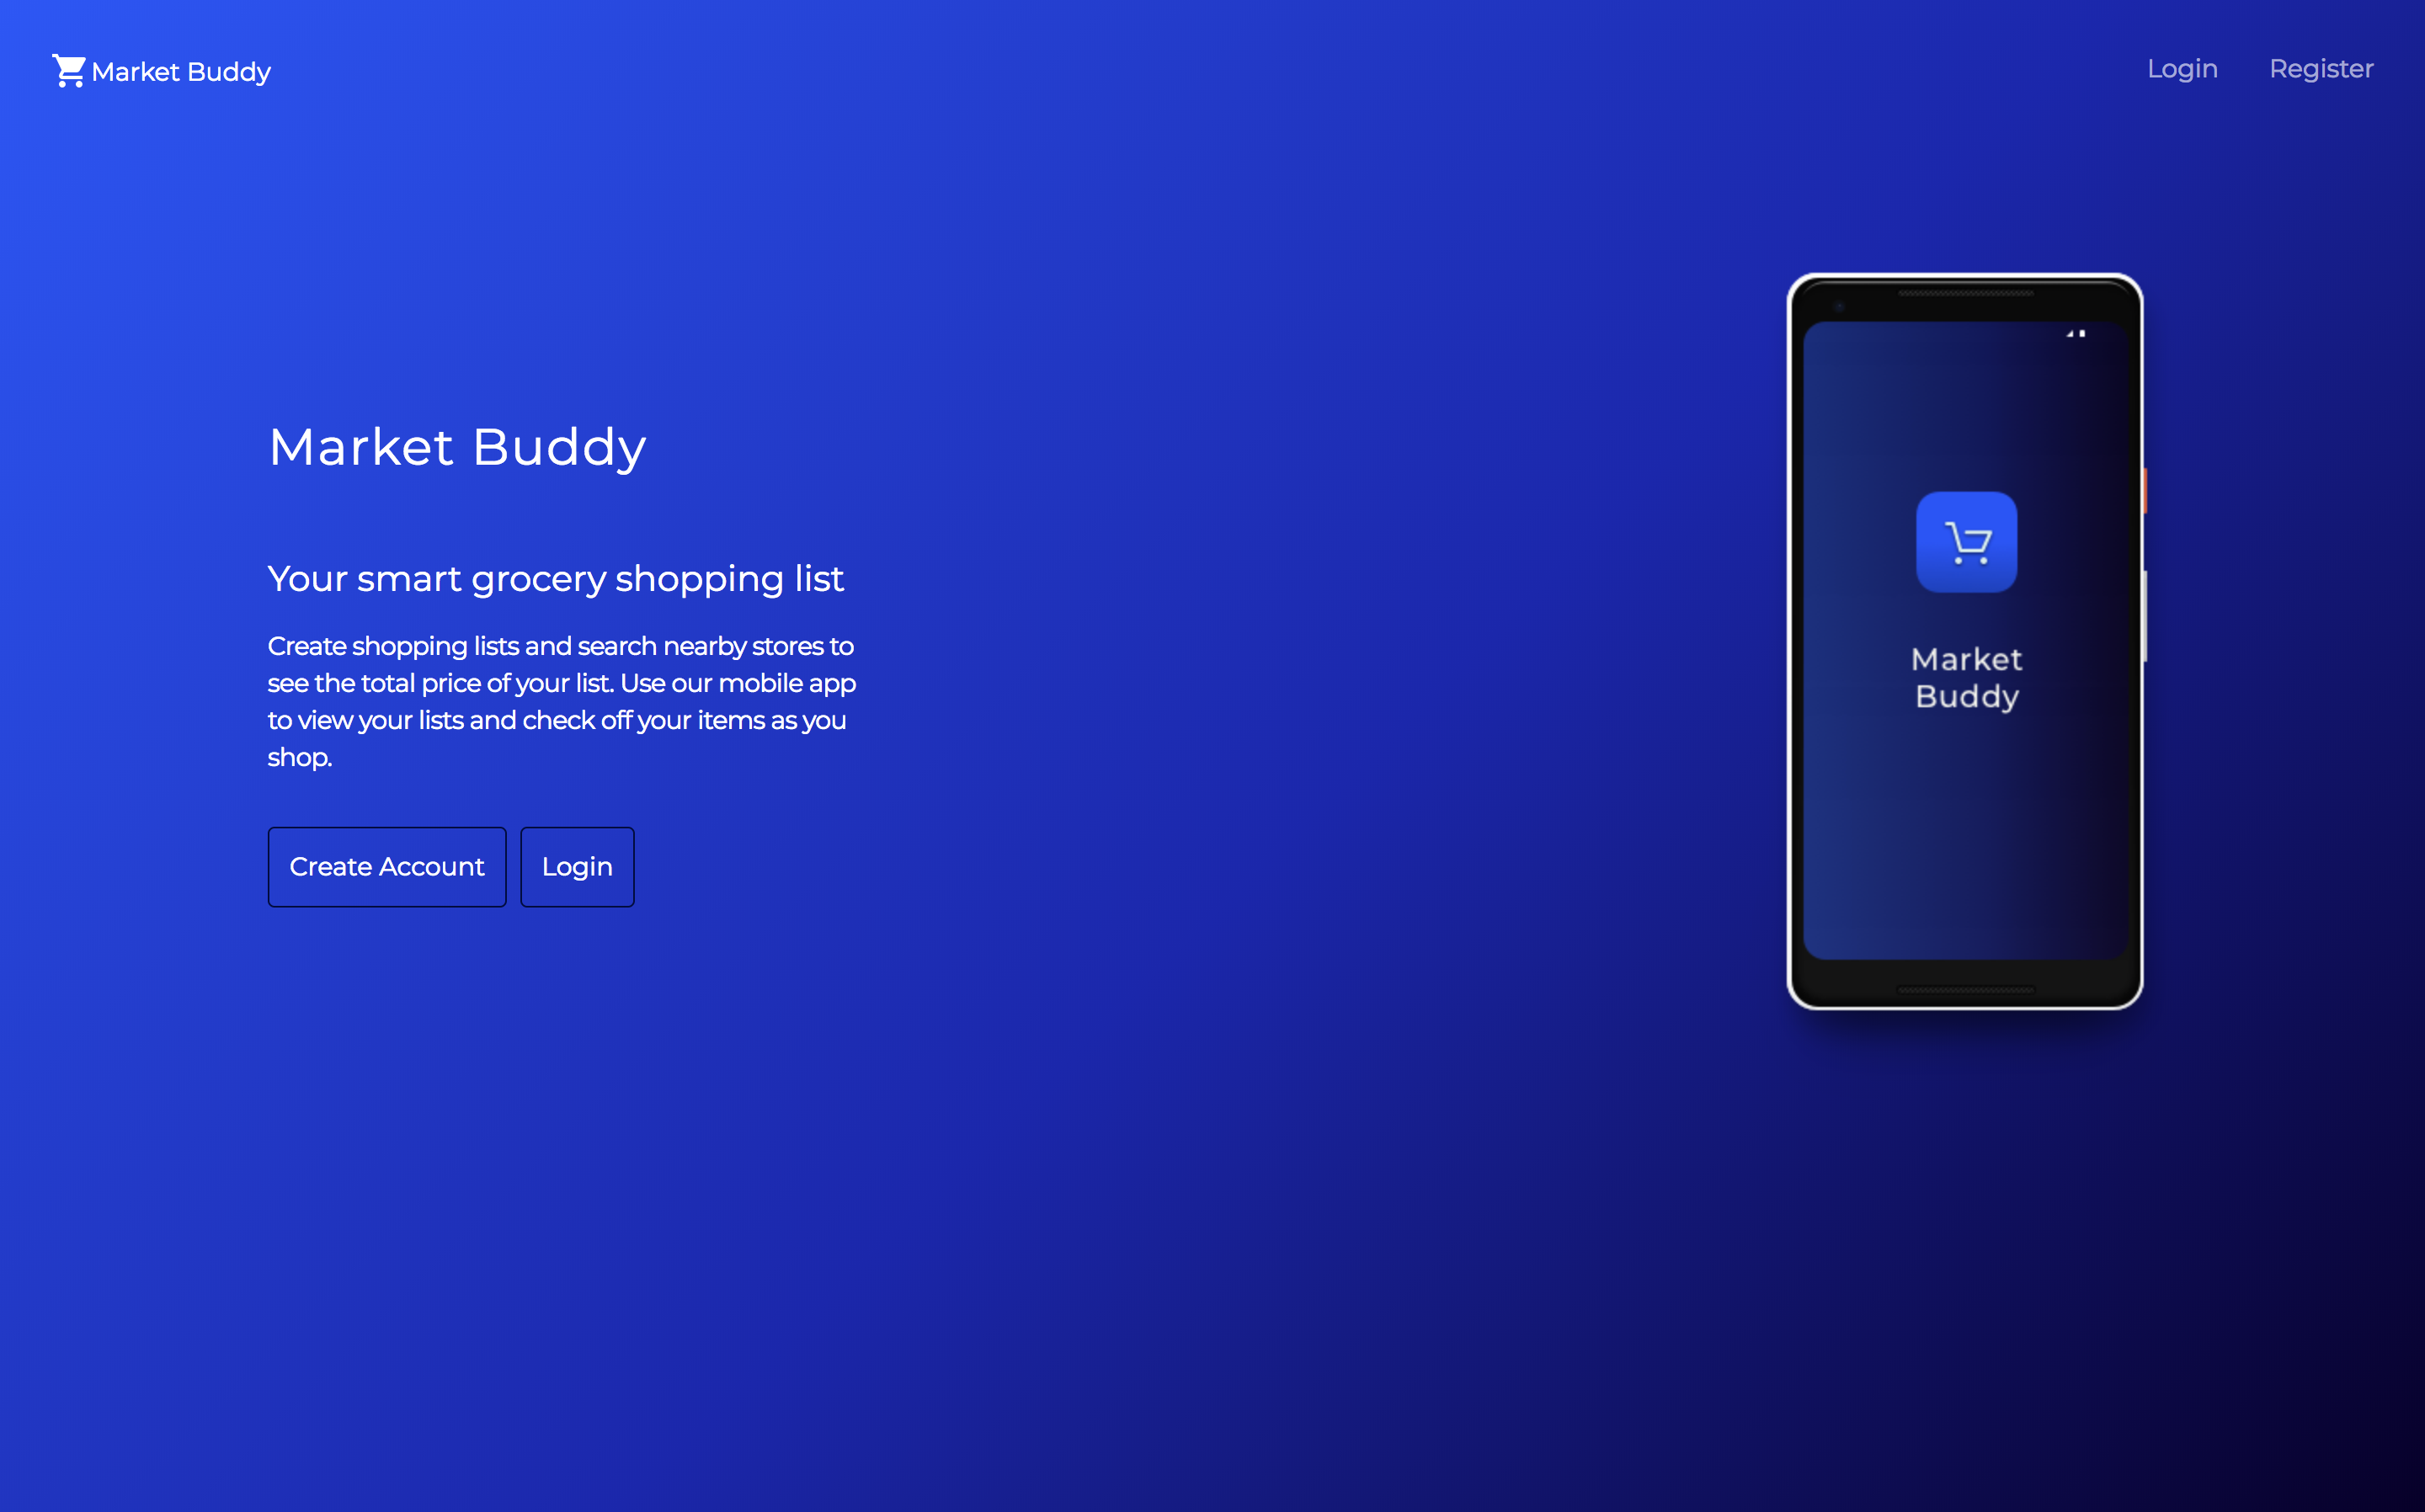 Market Buddy
Login
Register
Market Buddy
Your smart grocery shopping list
Create shopping lists and search nearby stores to
see the total price of your list. Use our mobile app
to view your lists and check off your items as you
shop.
Create Account
Login
Market
Buddy